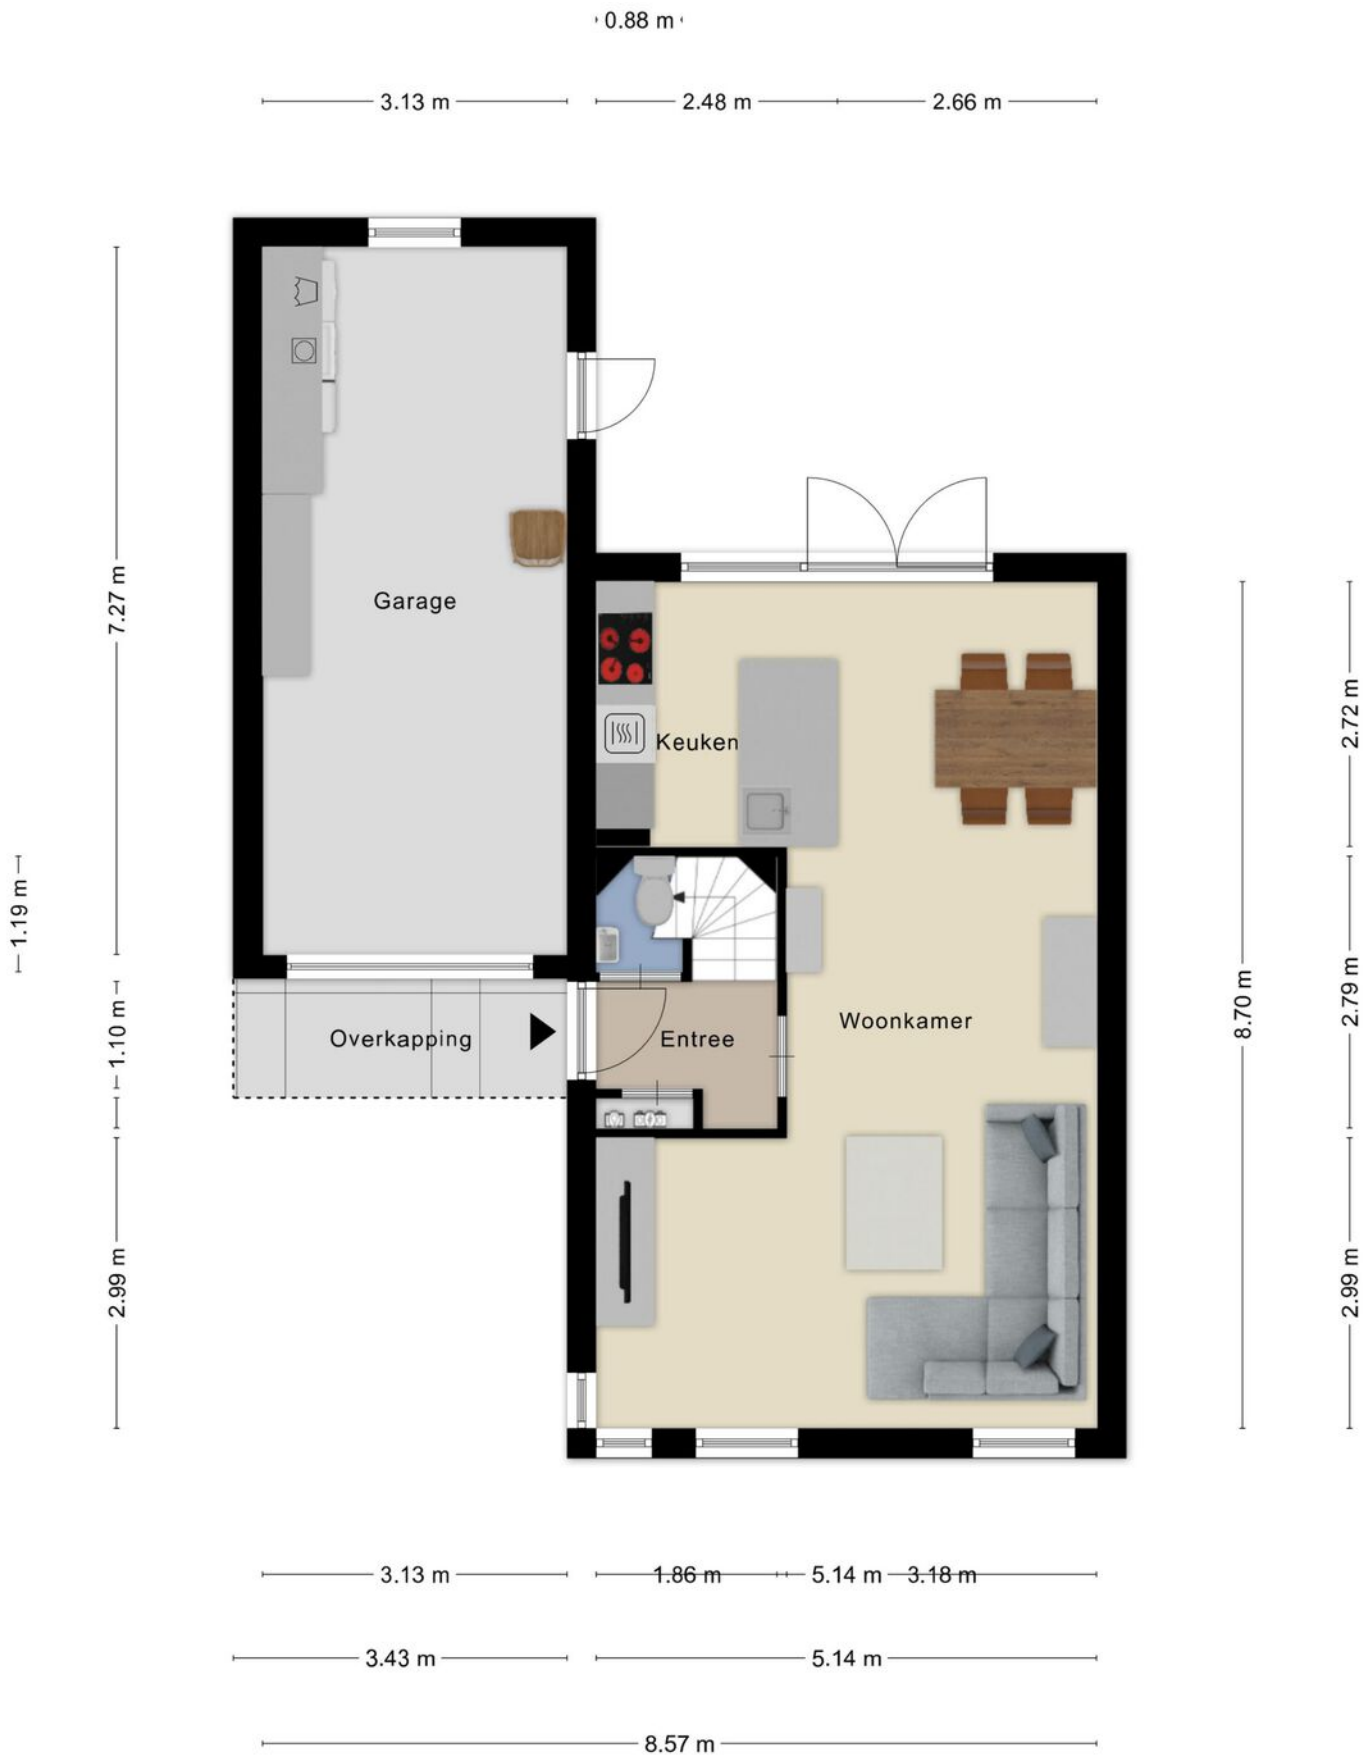 0.88 m
3.13 m
2.48 m
2.66 m
7.27 m
Garage
Keuken
2.72 m
1.19 m
8.70 m
2.79 m
1.10 m
Overkapping
Entree
Woonkamer
2.99 m
2.99 m
3.13 m
1.86 m
5.14 m
3.18 m
3.43 m
5.14 m
8.57 m